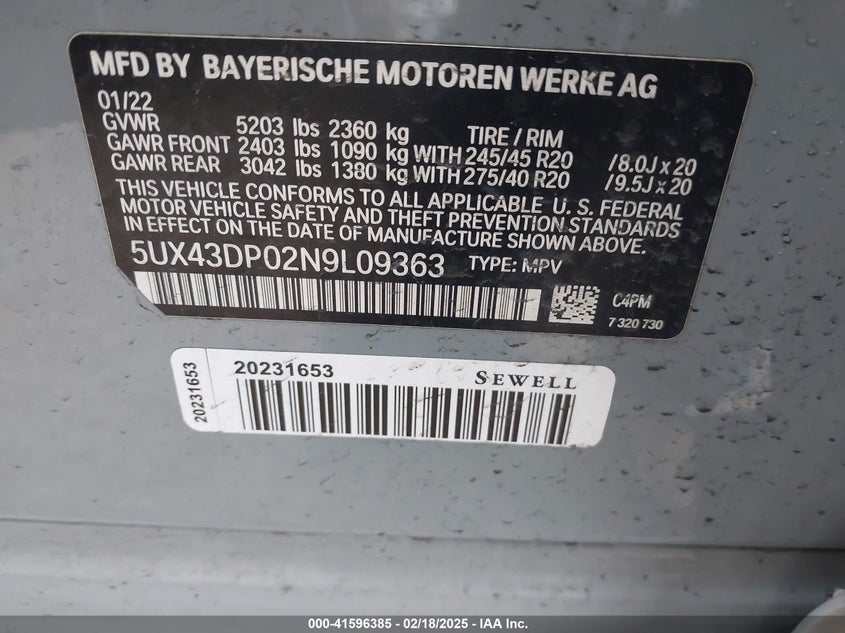 MFD BY BAYERISCHE MOTOREN WERKE AG
01/22
GVWR 5203 lbs 2360 kg TIRE / RIM
GAWR FRONT 2403 lbs 1090 kg WITH 245/45 R20 /8.0J x 20
GAWR REAR 3042 lbs 1380 kg WITH 275/40 R20 /9.5J x 20
THIS VEHICLE CONFORMS TO ALL APPLICABLE U. S. FEDERAL
MOTOR VEHICLE SAFETY AND THEFT PREVENTION STANDARDS
IN EFFECT ON THE DATE OF MANUFACTURE SHOWN ABOVE.
5UX43DP02N9L09363 TYPE: MPV
C4PM
7 320 730
20231653
20231653 SEWELL
000-41596385 - 02/18/2025 - IAA Inc.